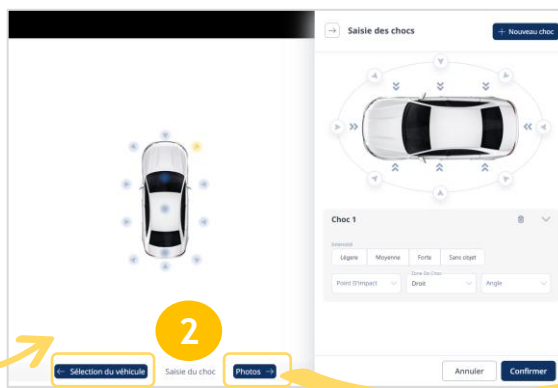 Saisie des chocs
+ Nouveau choc
Choc 1
Intensité
Légere Moyenne Forte Sans objet
Point D'impact
Zone De Choc
Droit
Angle
2
← Sélection du véhicule
Saisie du choc
Photos →
Annuler
Confirmer